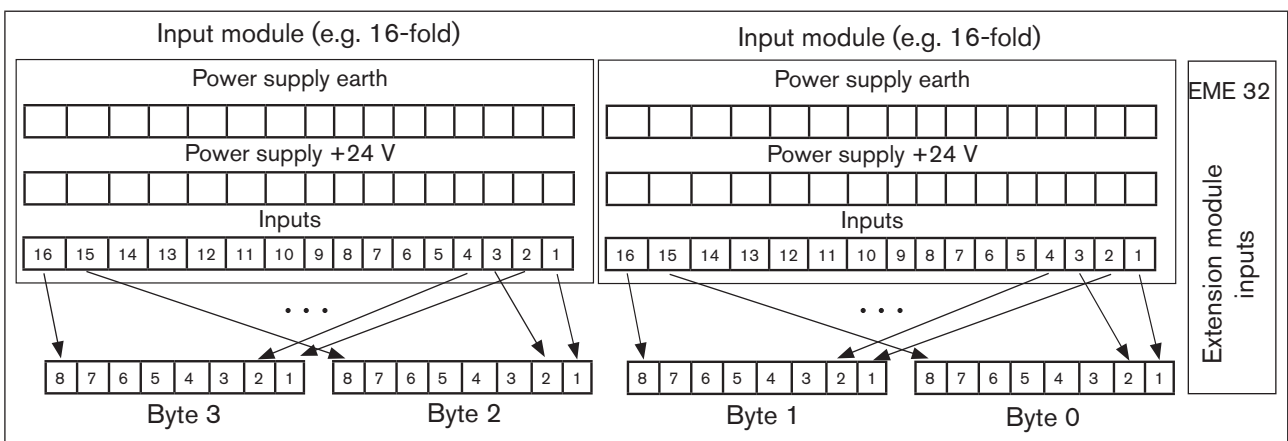 Input module (e.g. 16-fold)
Power supply earth
Power supply +24 V
Inputs
16 15 14 13 12 11 10 9 8 7 6 5 4 3 2 1
. . .
8 7 6 5 4 3 2 1
8 7 6 5 4 3 2 1
Byte 3
Byte 2
Input module (e.g. 16-fold)
Power supply earth
Power supply +24 V
Inputs
16 15 14 13 12 11 10 9 8 7 6 5 4 3 2 1
. . .
8 7 6 5 4 3 2 1
8 7 6 5 4 3 2 1
Byte 1
Byte 0
EME 32
Extension module
inputs